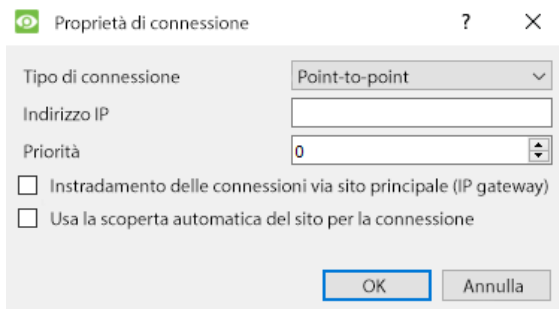 Proprietà di connessione ?
Tipo di connessione Point-to-point
Indirizzo IP
Priorità 0
Instradamento delle connessioni via sito principale (IP gateway)
Usa la scoperta automatica del sito per la connessione
OK Annulla